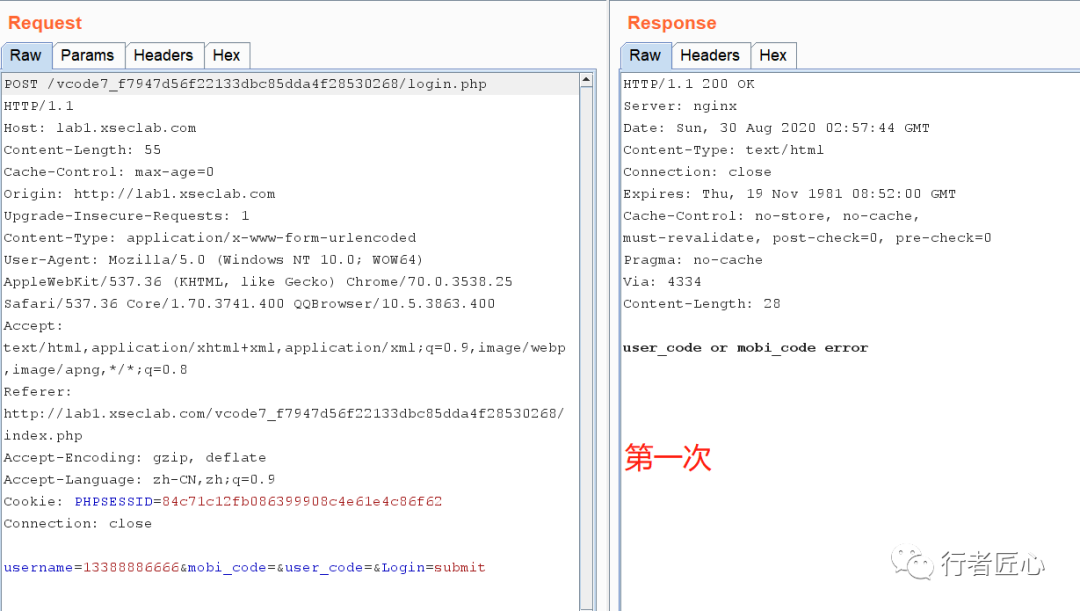 Request
Raw Params Headers Hex
POST /vcode7_f7947d56f22133dbc85dda4f28530268/login.php
HTTP/1.1
Host: lab1.xseclab.com
Content-Length: 55
Cache-Control: max-age=0
Origin: http://lab1.xseclab.com
Upgrade-Insecure-Requests: 1
Content-Type: application/x-www-form-urlencoded
User-Agent: Mozilla/5.0 (Windows NT 10.0; WOW64)
AppleWebKit/537.36 (KHTML, like Gecko) Chrome/70.0.3538.25
Safari/537.36 Core/1.70.3741.400 QQBrowser/10.5.3863.400
Accept:
text/html,application/xhtml+xml,application/xml;q=0.9,image/webp
,image/apng,*/*;q=0.8
Referer:
http://lab1.xseclab.com/vcode7_f7947d56f22133dbc85dda4f28530268/
index.php
Accept-Encoding: gzip, deflate
Accept-Language: zh-CN,zh;q=0.9
Cookie: PHPSESSID=84c71c12fb086399908c4e61e4c86f62
Connection: close
username=13388886666&mobi_code=&user_code=&Login=submit
Response
Raw Headers Hex
HTTP/1.1 200 OK
Server: nginx
Date: Sun, 30 Aug 2020 02:57:44 GMT
Content-Type: text/html
Connection: close
Expires: Thu, 19 Nov 1981 08:52:00 GMT
Cache-Control: no-store, no-cache,
must-revalidate, post-check=0, pre-check=0
Pragma: no-cache
Via: 4334
Content-Length: 28
user_code or mobi_code error
第一次
行者匠心